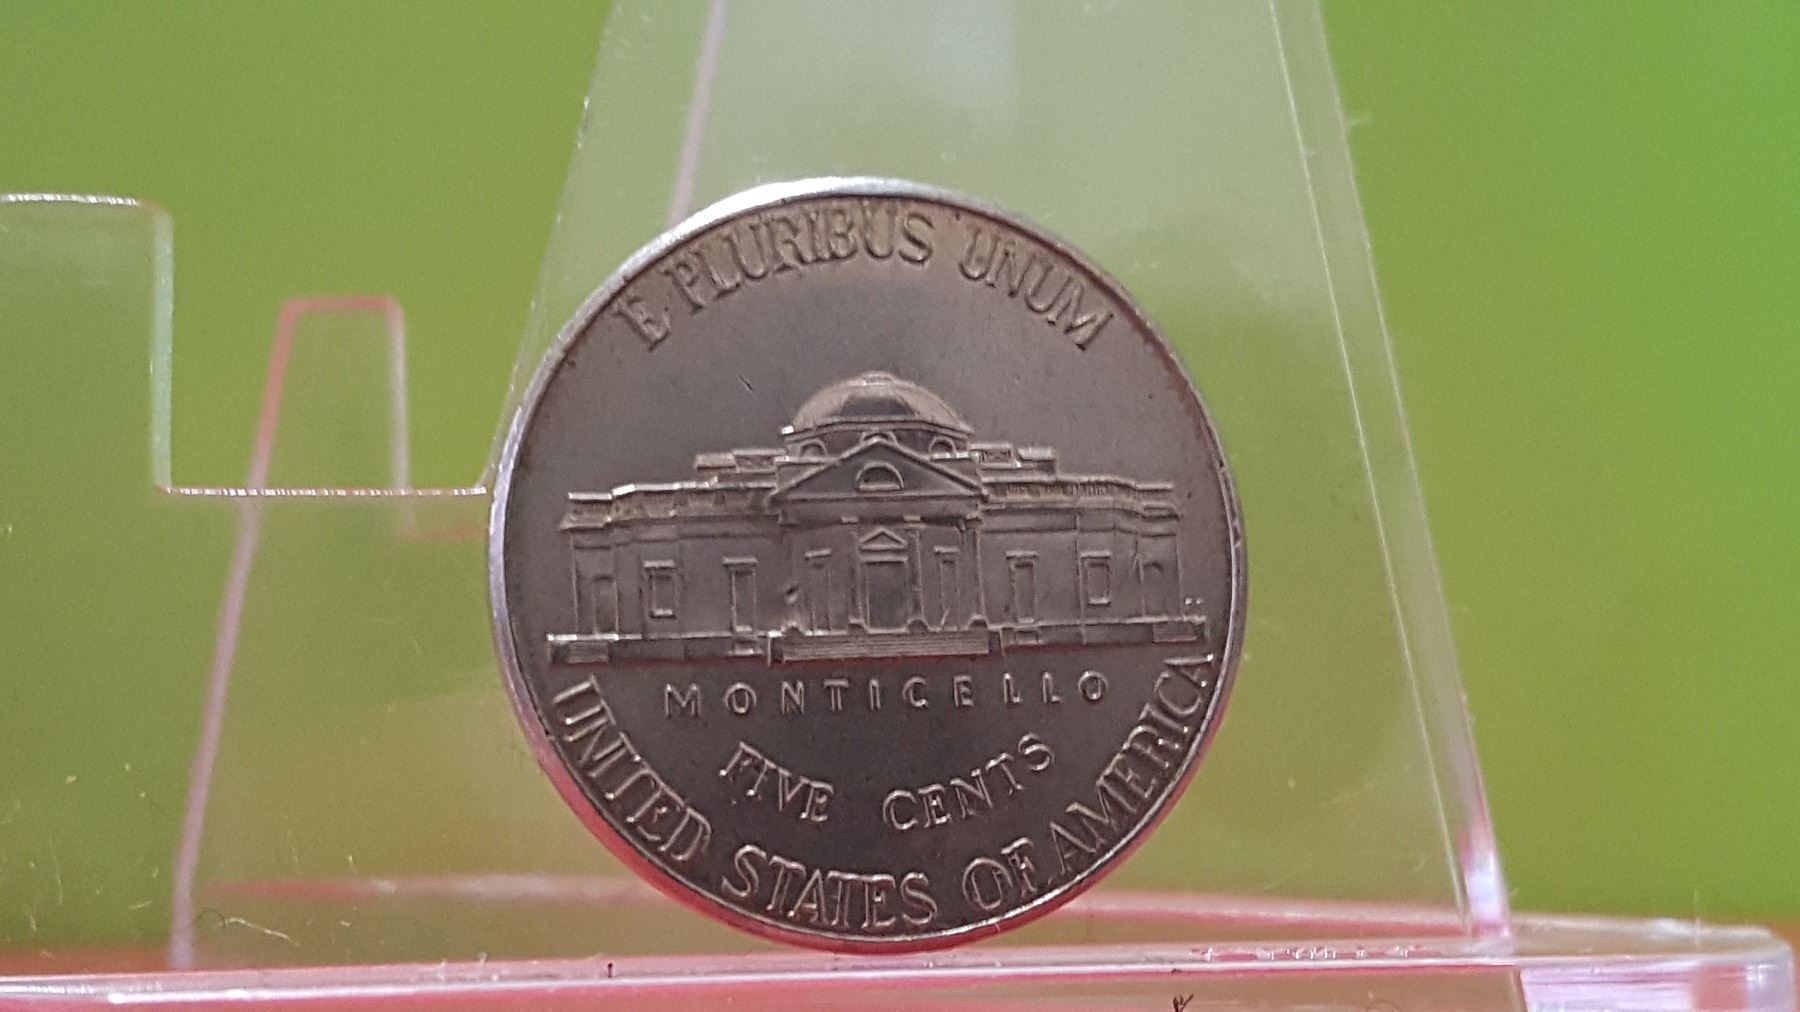 E PLURIBUS UNUM
MONTICELLO
FIVE CENTS
UNITED STATES OF AMERICA